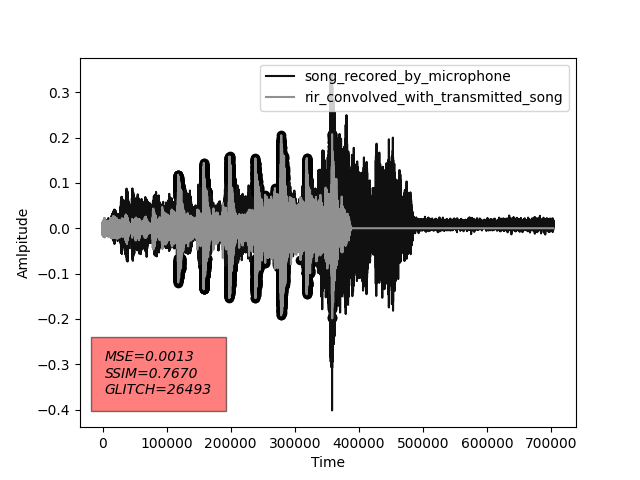 song_recored_by_microphone
rir_convolved_with_transmitted_song
0.3
0.2
0.1
0.0
−0.1
−0.2
−0.3
−0.4
Amlpitude
MSE=0.0013
SSIM=0.7670
GLITCH=26493
0 100000 200000 300000 400000 500000 600000 700000
Time